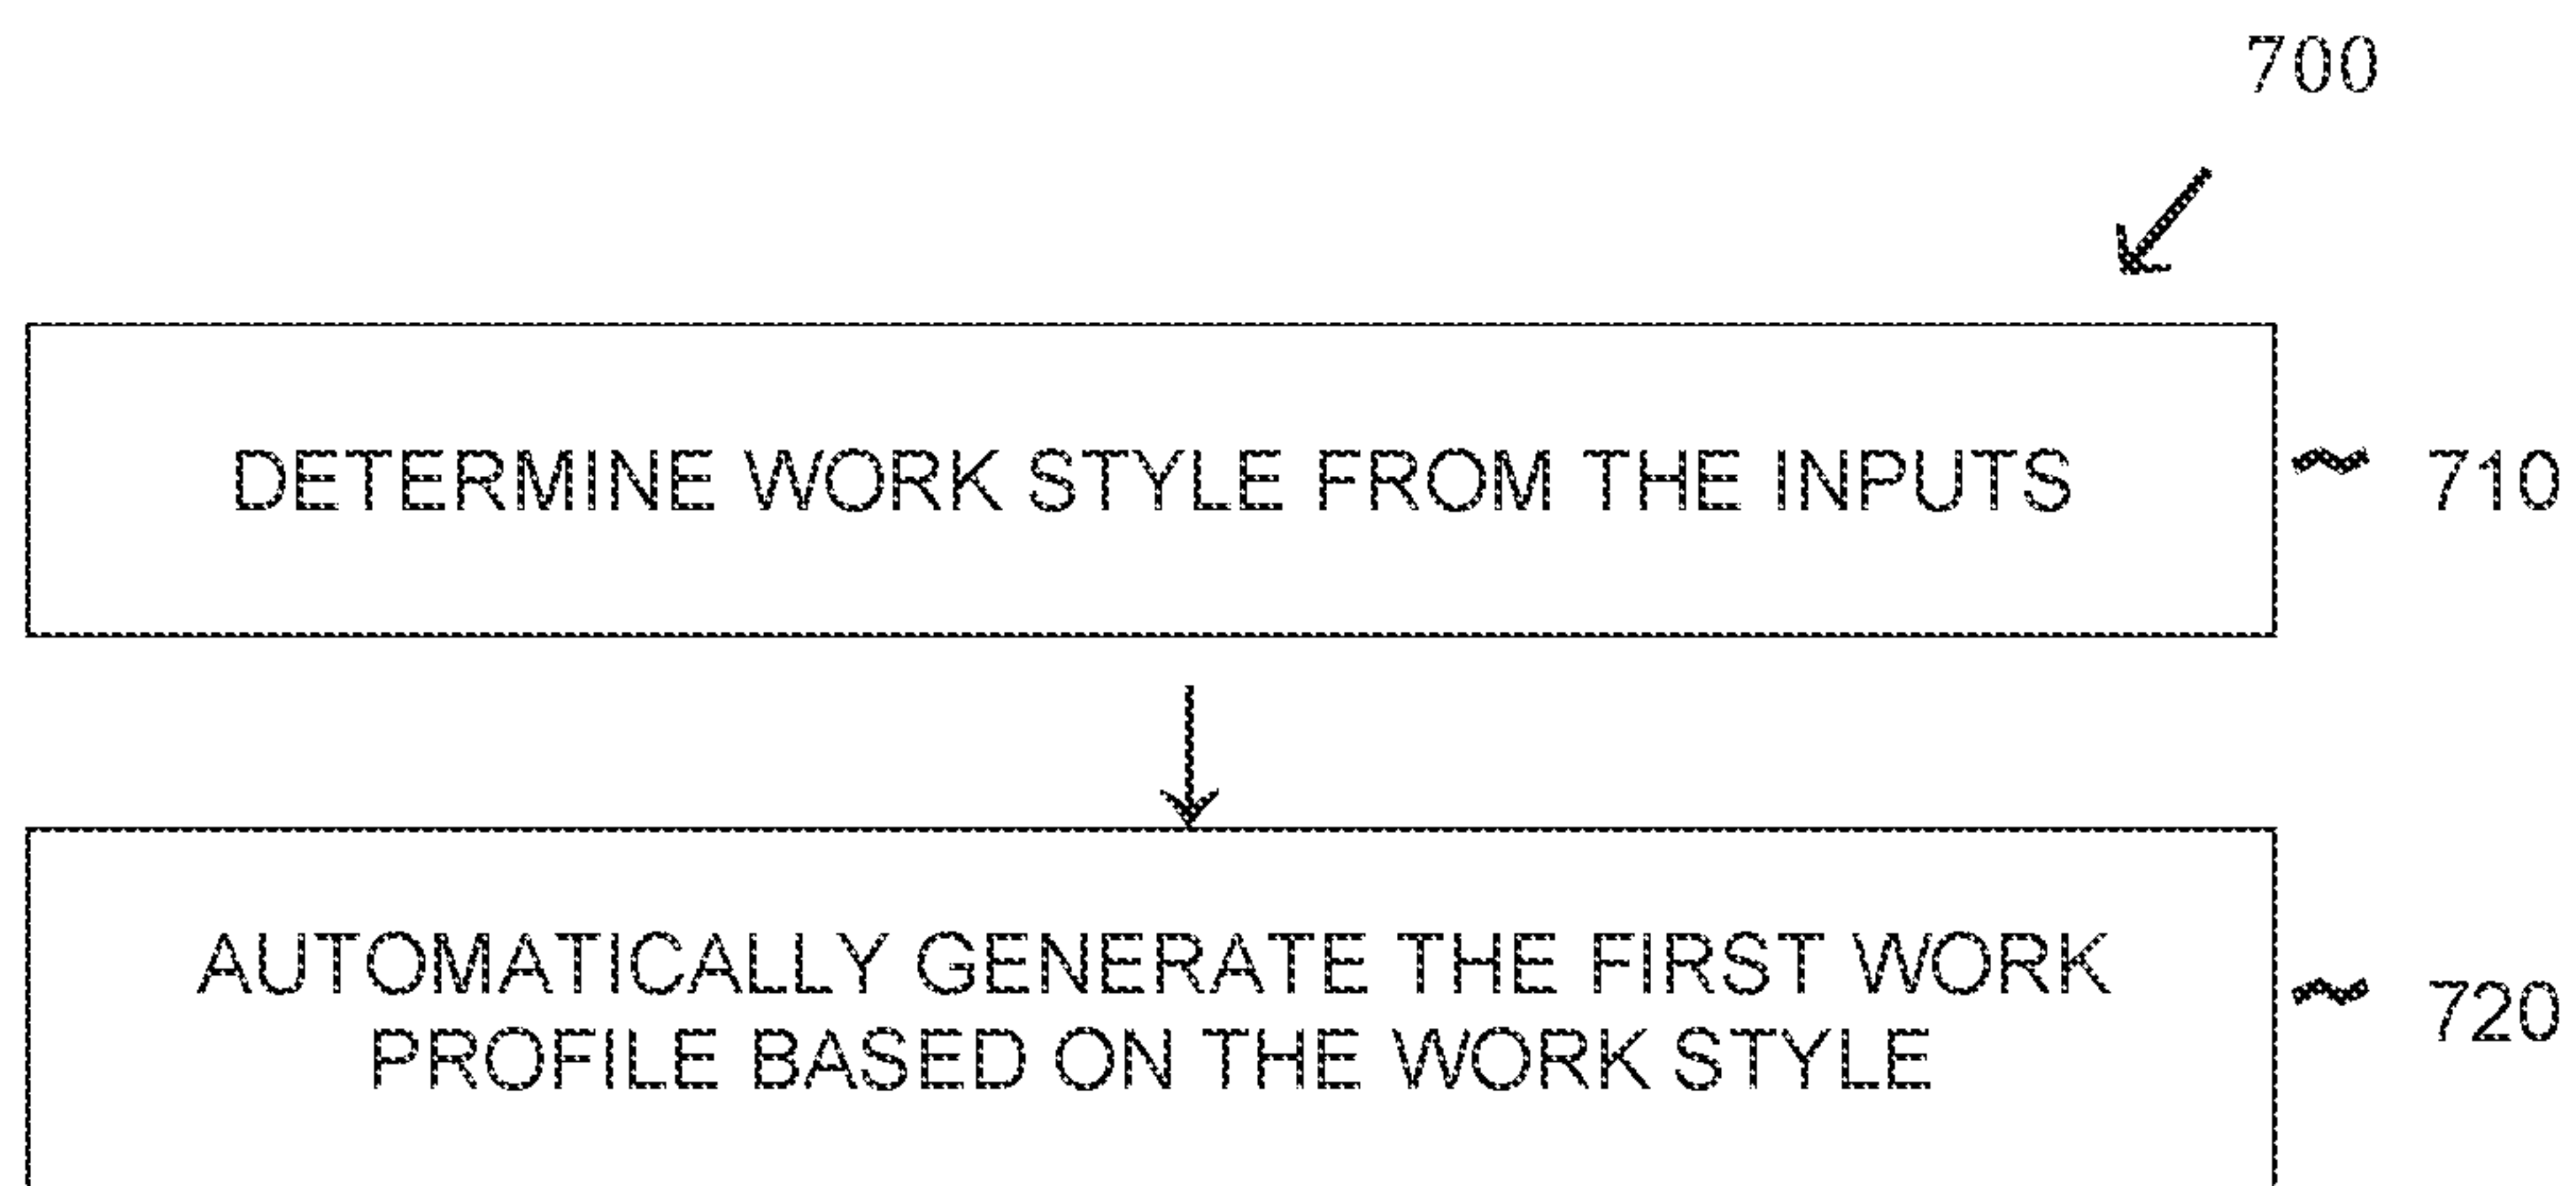 700
DETERMINE WORK STYLE FROM THE INPUTS
710
AUTOMATICALLY GENERATE THE FIRST WORK
PROFILE BASED ON THE WORK STYLE
720